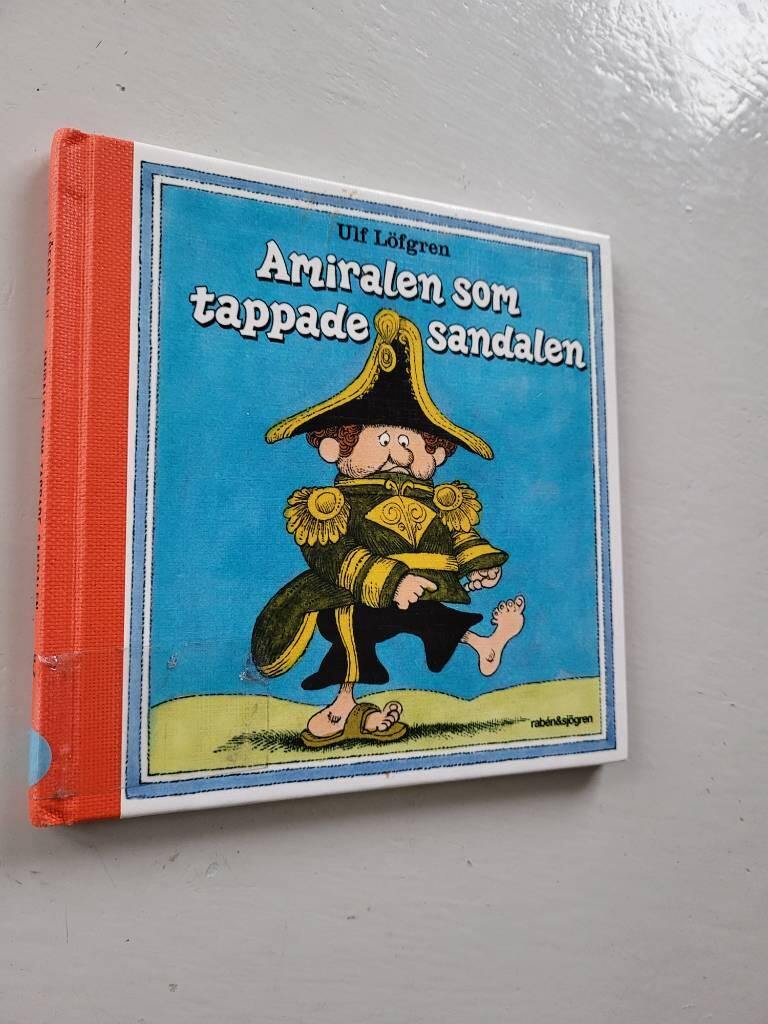 Ulf Löfgren
Amiralen som
tappade sandalen
rabén&sjögren